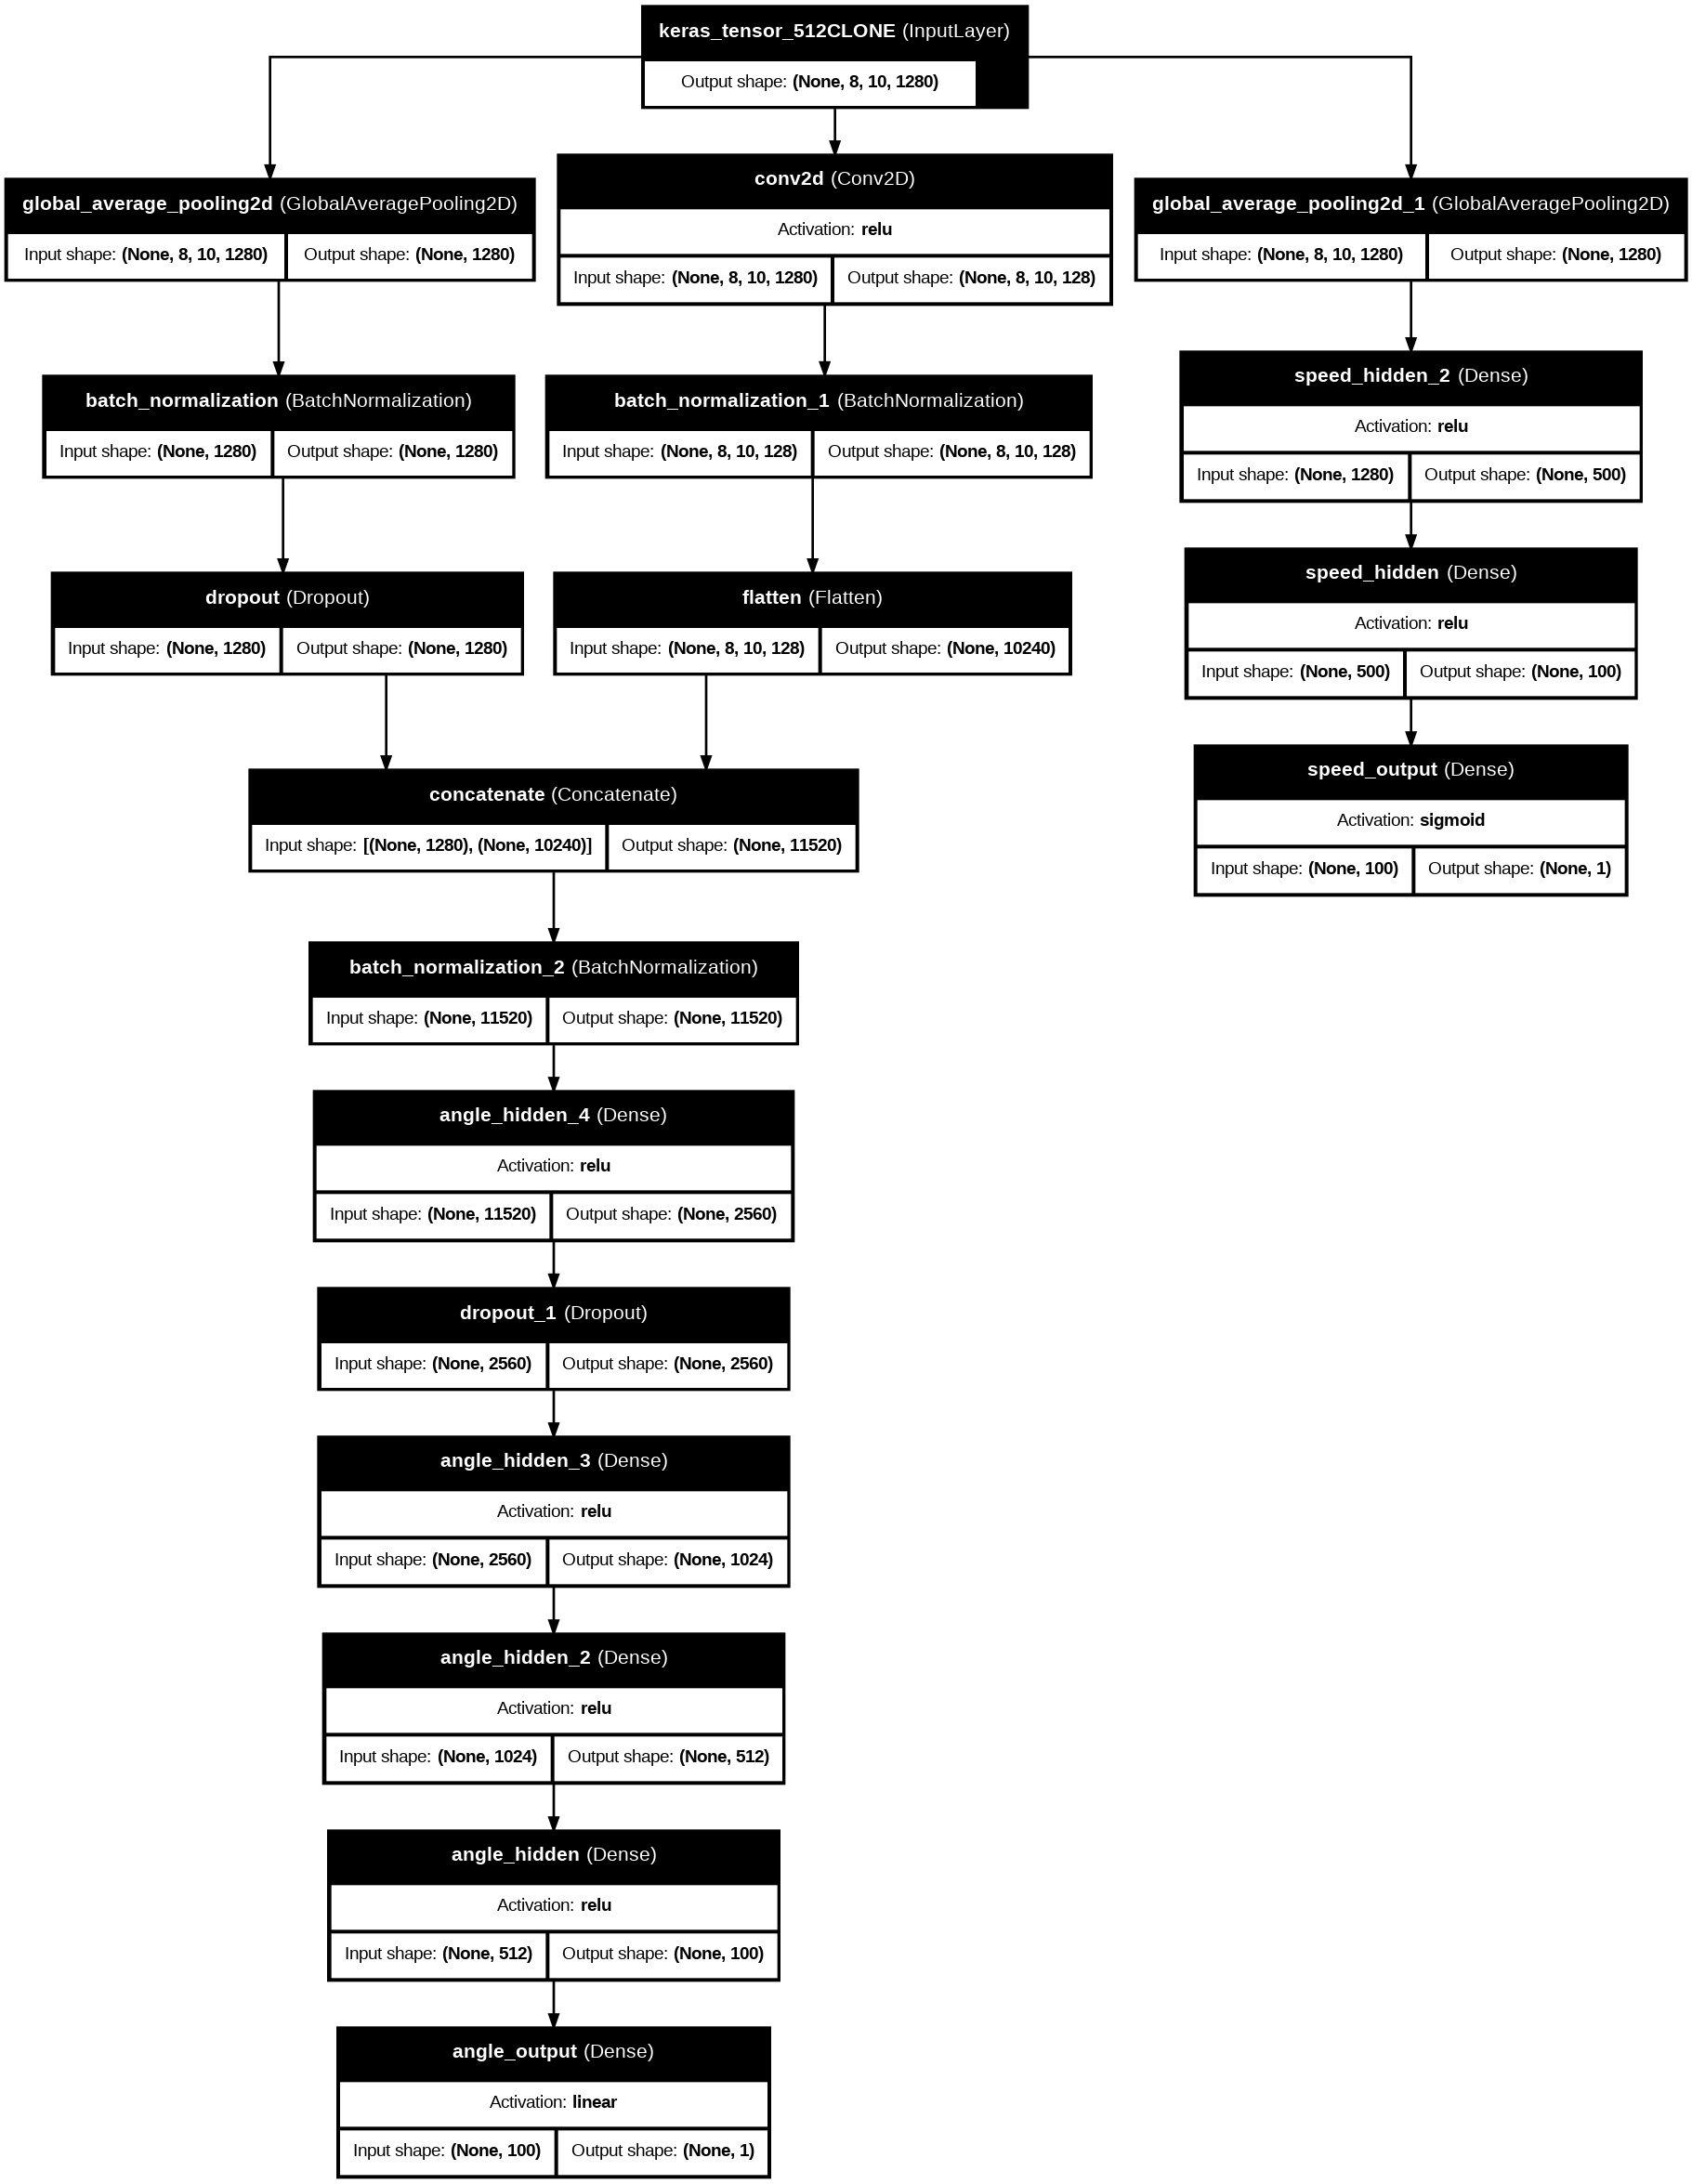 keras_tensor_512CLONE (InputLayer)
Output shape: (None, 8, 10, 1280)
global_average_pooling2d (GlobalAveragePooling2D)
Input shape: (None, 8, 10, 1280) Output shape: (None, 1280)
conv2d (Conv2D)
Activation: relu
Input shape: (None, 8, 10, 1280) Output shape: (None, 8, 10, 128)
global_average_pooling2d_1 (GlobalAveragePooling2D)
Input shape: (None, 8, 10, 1280) Output shape: (None, 1280)
batch_normalization (BatchNormalization)
Input shape: (None, 1280) Output shape: (None, 1280)
batch_normalization_1 (BatchNormalization)
Input shape: (None, 8, 10, 128) Output shape: (None, 8, 10, 128)
speed_hidden_2 (Dense)
Activation: relu
Input shape: (None, 1280) Output shape: (None, 500)
dropout (Dropout)
Input shape: (None, 1280) Output shape: (None, 1280)
flatten (Flatten)
Input shape: (None, 8, 10, 128) Output shape: (None, 10240)
speed_hidden (Dense)
Activation: relu
Input shape: (None, 500) Output shape: (None, 100)
concatenate (Concatenate)
Input shape: [(None, 1280), (None, 10240)] Output shape: (None, 11520)
speed_output (Dense)
Activation: sigmoid
Input shape: (None, 100) Output shape: (None, 1)
batch_normalization_2 (BatchNormalization)
Input shape: (None, 11520) Output shape: (None, 11520)
angle_hidden_4 (Dense)
Activation: relu
Input shape: (None, 11520) Output shape: (None, 2560)
dropout_1 (Dropout)
Input shape: (None, 2560) Output shape: (None, 2560)
angle_hidden_3 (Dense)
Activation: relu
Input shape: (None, 2560) Output shape: (None, 1024)
angle_hidden_2 (Dense)
Activation: relu
Input shape: (None, 1024) Output shape: (None, 512)
angle_hidden (Dense)
Activation: relu
Input shape: (None, 512) Output shape: (None, 100)
angle_output (Dense)
Activation: linear
Input shape: (None, 100) Output shape: (None, 1)